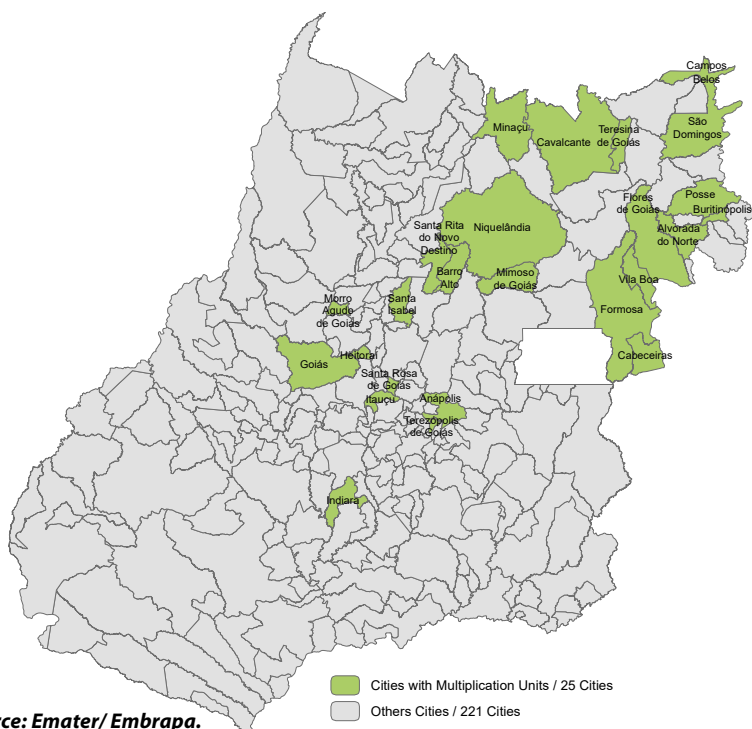 Campos
Belos
São
Domingos
Minaçu
Cavalcante
Teresina
de Goiás
Posse
Buritinópolis
Flores
de Goiás
Alvorada
do Norte
Santa Rita
do Novo
Destino
Niquelândia
Barro
Alto
Mimoso
de Goiás
Vila Boa
Formosa
Cabeceiras
Morro
Agudo
de Goiás
Santa
Isabel
Goiás
Heitoraí
Santa Rosa
de Goiás
Itauçu
Anápolis
Terezópolis
de Goiás
Indiara
Cities with Multiplication Units / 25 Cities
Others Cities / 221 Cities
rce: Emater/ Embrapa.